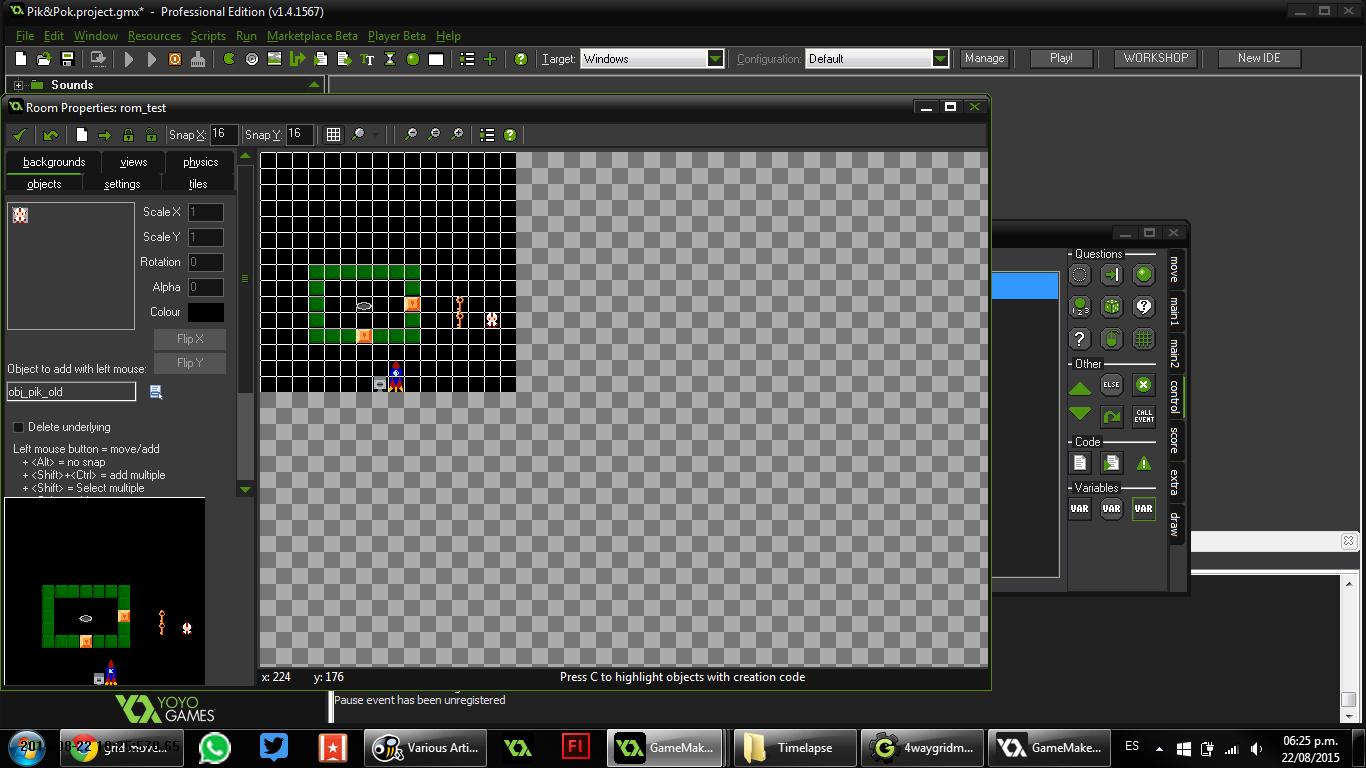 Pik&Pok.project.gmx* - Professional Edition (v1.4.1567)
File Edit Window Resources Scripts Run Marketplace Beta Player Beta Help
Target: Windows Configuration: Default Manage Play! WORKSHOP New IDE
Sounds
Room Properties: rom_test
Snap X: 16 Snap Y: 16
backgrounds views physics
objects settings tiles
Scale X 1
Scale Y 1
Rotation 0
Alpha 0
Colour
Flip X
Flip Y
Object to add with left mouse:
obj_pik_old
Delete underlying
Left mouse button = move/add
+ <Alt> = no snap
+ <Shift>+<Ctrl> = add multiple
+ <Shift> = Select multiple
x: 224 y: 176 Press C to highlight objects with creation code
Questions
Other
ELSE
CALL EVENT
Code
Variables
VAR VAR VAR
move
main1
main2
control
score
extra
draw
Pause event has been unregistered
YOYO
GAMES
grid move...
Various Arti...
GameMak...
Timelapse
4waygridm...
GameMake...
ES
06:25 p.m.
22/08/2015